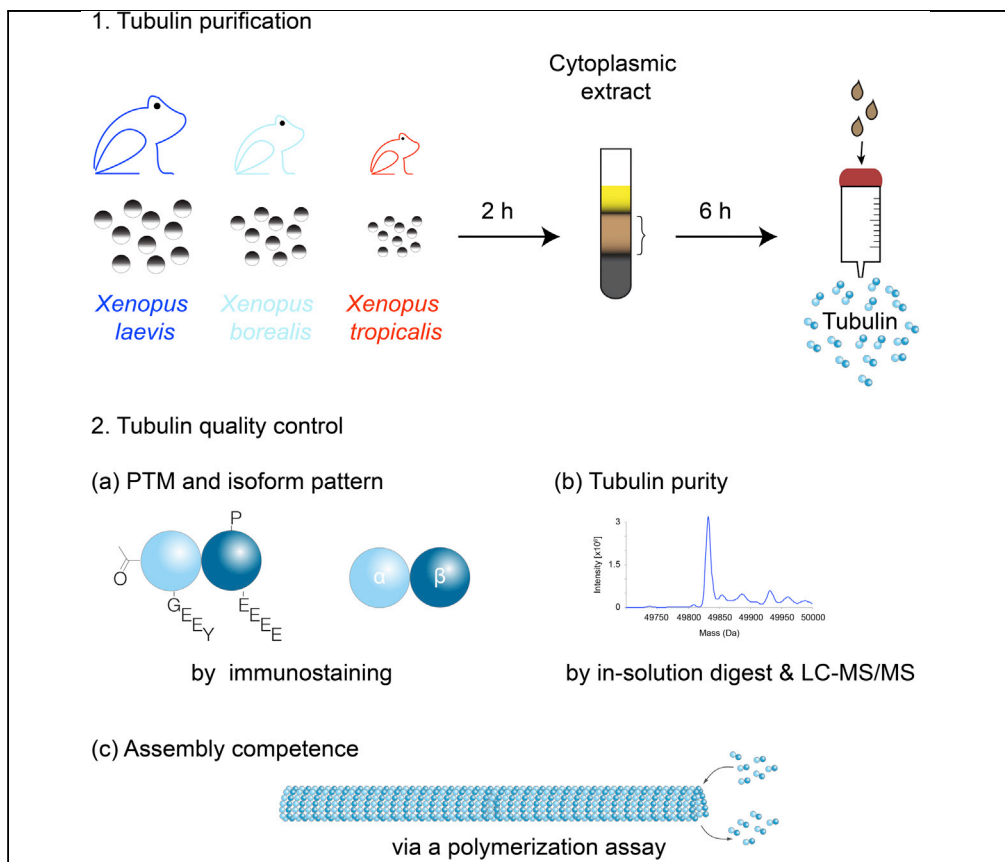 1. Tubulin purification
Cytoplasmic
extract
2 h
6 h
Xenopus
laevis
Xenopus
borealis
Xenopus
tropicalis
Tubulin
2. Tubulin quality control
(a) PTM and isoform pattern
(b) Tubulin purity
P
O
G
E
E
Y
E
E
E
E
α
β
by immunostaining
Intensity [x10⁶]
3
1.5
0
49750 49800 49850 49900 49950 50000
Mass (Da)
by in-solution digest & LC-MS/MS
(c) Assembly competence
via a polymerization assay